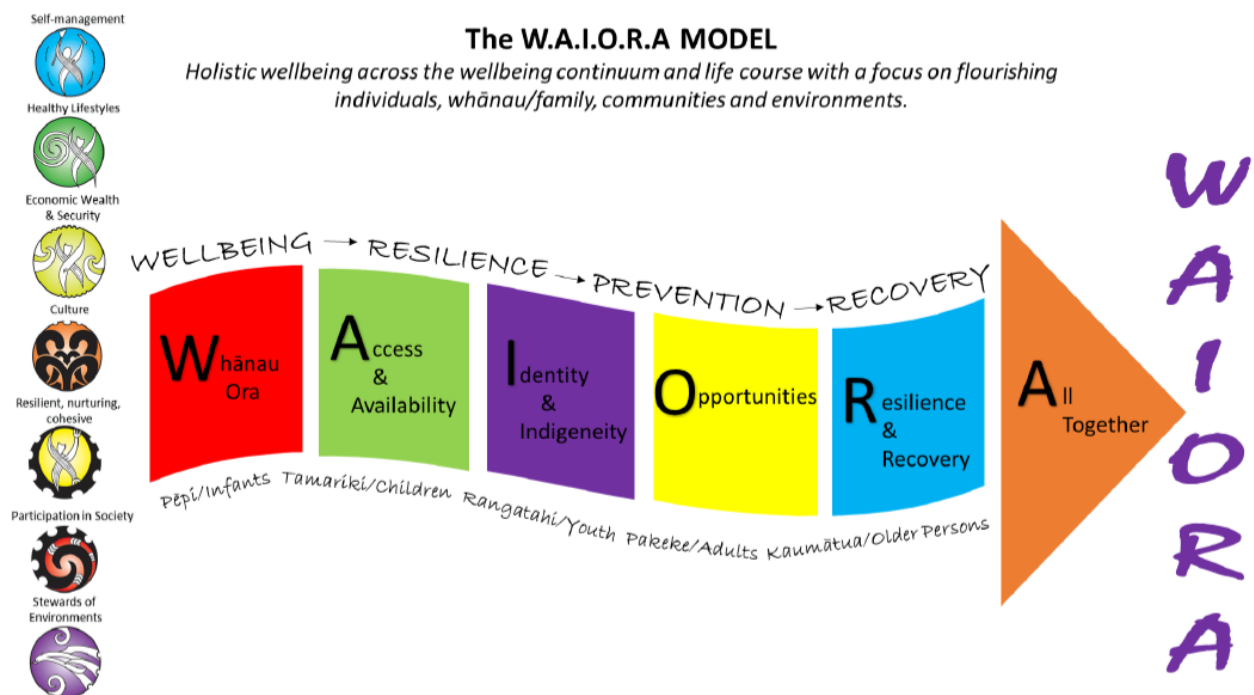 Self-management
Healthy Lifestyles
Economic Wealth
& Security
Culture
Resilient, nurturing,
cohesive
Participation in Society
Stewards of
Environments
The W.A.I.O.R.A MODEL
Holistic wellbeing across the wellbeing continuum and life course with a focus on flourishing
individuals, whānau/family, communities and environments.
WELLBEING → RESILIENCE → PREVENTION → RECOVERY
Whānau
Ora
Access
&
Availability
Identity
&
Indigeneity
Opportunities
Resilience
&
Recovery
All
Together
Pēpi/Infants Tamariki/Children Rangatahi/Youth Pakeke/Adults Kaumātua/Older Persons
WAIORA